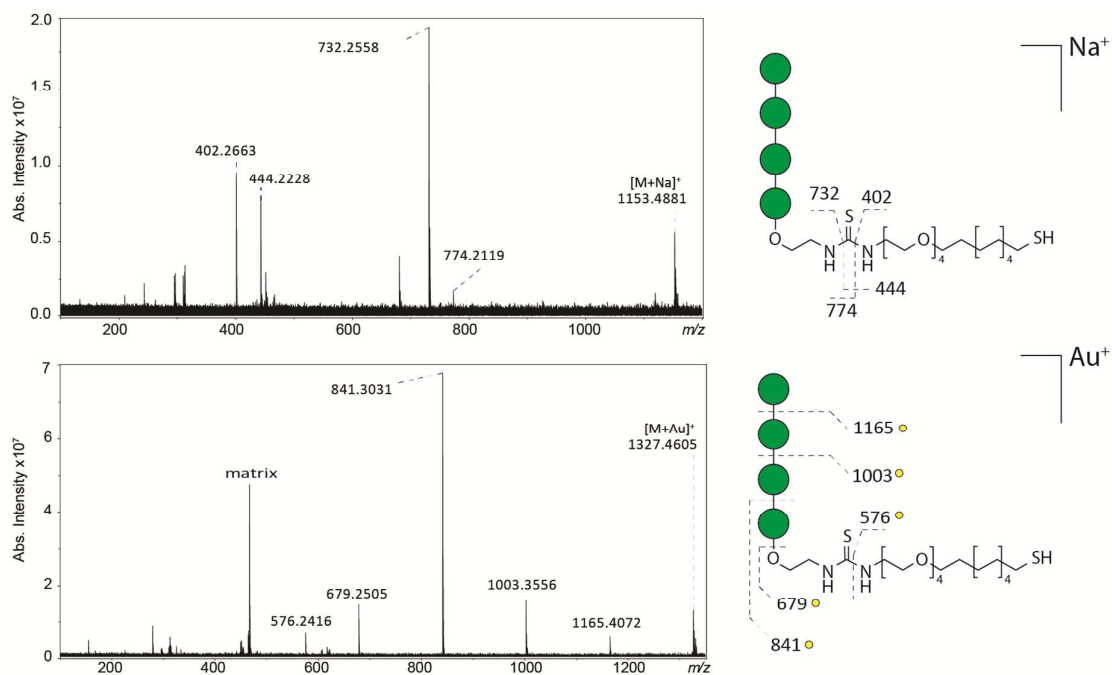 Abs. Intensity x10⁷
2.0
1.5
1.0
0.5
0.0
732.2558
402.2663
444.2228
[M+Na]⁺
1153.4881
774.2119
200
400
600
800
1000
m/z
Na⁺
732
402
S
O
N
H
N
H
O
4
4
SH
444
774
Abs. Intensity x10⁷
7
6
4
2
0
841.3031
[M+Au]⁺
1327.4605
matrix
576.2416
679.2505
1003.3556
1165.4072
200
400
600
800
1000
1200
m/z
Au⁺
1165
1003
576
S
O
N
H
N
H
O
4
4
SH
679
841